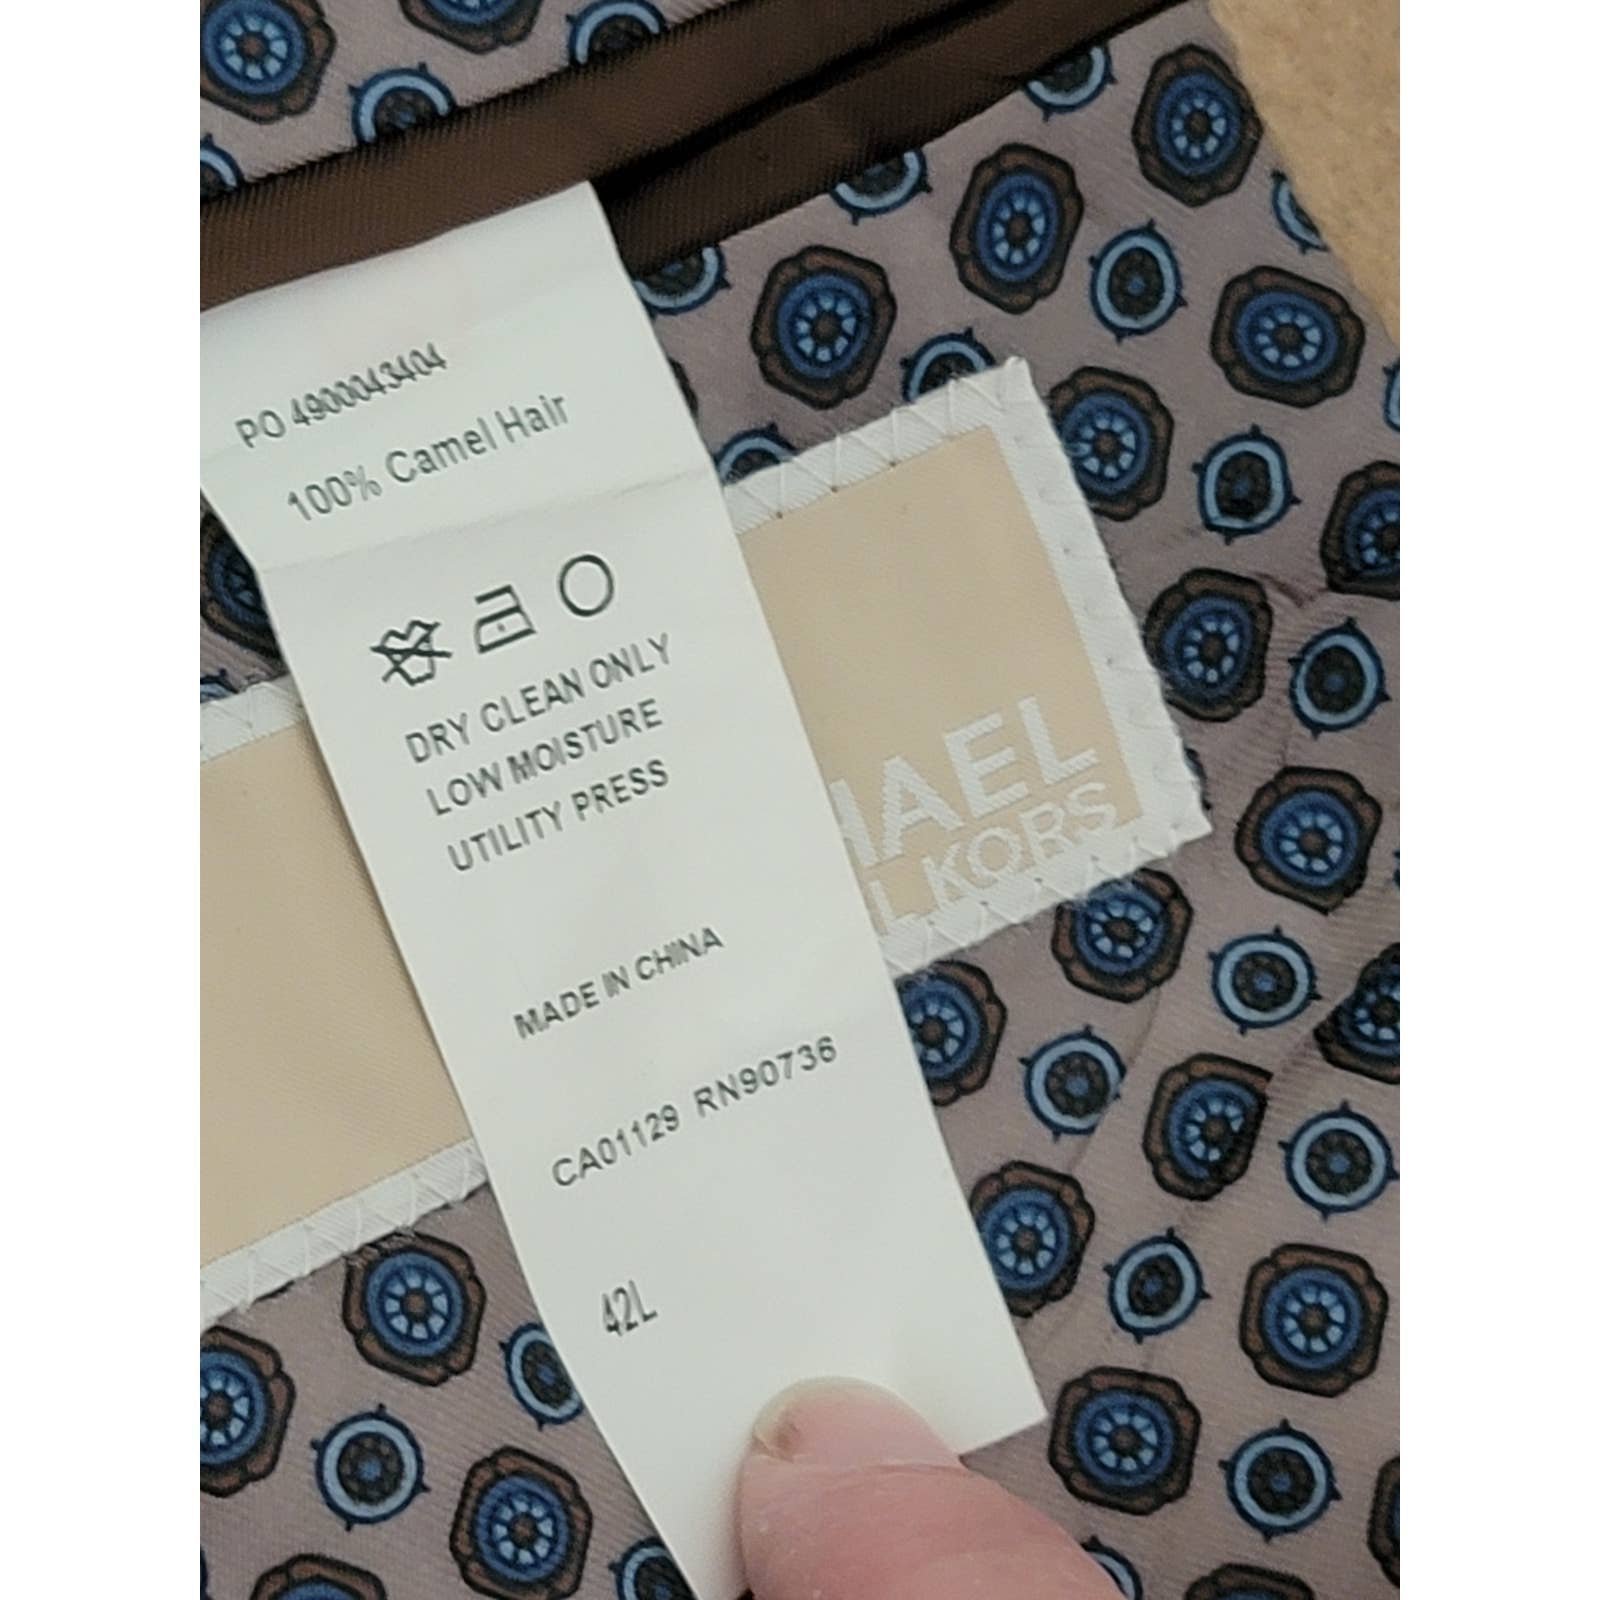 PO 4900043404
100% Camel Hair
DRY CLEAN ONLY
LOW MOISTURE
UTILITY PRESS
MADE IN CHINA
CA01129 RN90736
42L
HAEL
L KORS